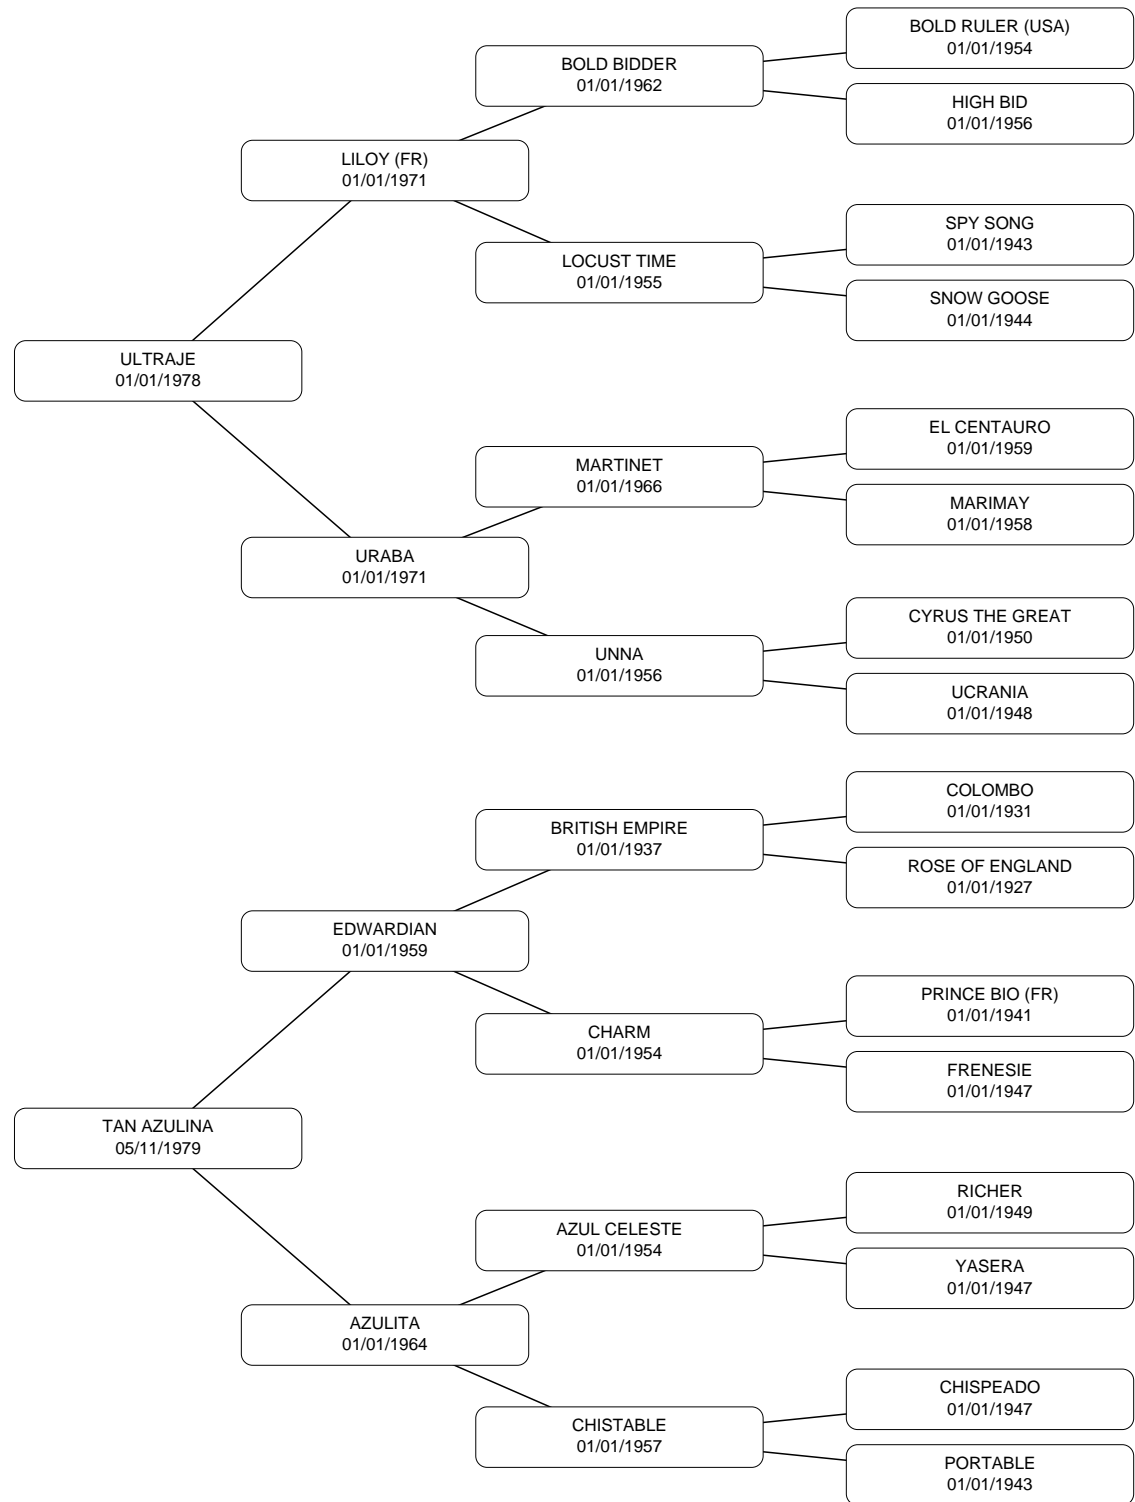 BOLD RULER (USA)
01/01/1954
BOLD BIDDER
01/01/1962
HIGH BID
01/01/1956
LILOY (FR)
01/01/1971
SPY SONG
01/01/1943
LOCUST TIME
01/01/1955
SNOW GOOSE
01/01/1944
ULTRAJE
01/01/1978
EL CENTAURO
01/01/1959
MARTINET
01/01/1966
MARIMAY
01/01/1958
URABA
01/01/1971
CYRUS THE GREAT
01/01/1950
UNNA
01/01/1956
UCRANIA
01/01/1948
COLOMBO
01/01/1931
BRITISH EMPIRE
01/01/1937
ROSE OF ENGLAND
01/01/1927
EDWARDIAN
01/01/1959
PRINCE BIO (FR)
01/01/1941
CHARM
01/01/1954
FRENESIE
01/01/1947
TAN AZULINA
05/11/1979
RICHER
01/01/1949
AZUL CELESTE
01/01/1954
YASERA
01/01/1947
AZULITA
01/01/1964
CHISPEADO
01/01/1947
CHISTABLE
01/01/1957
PORTABLE
01/01/1943